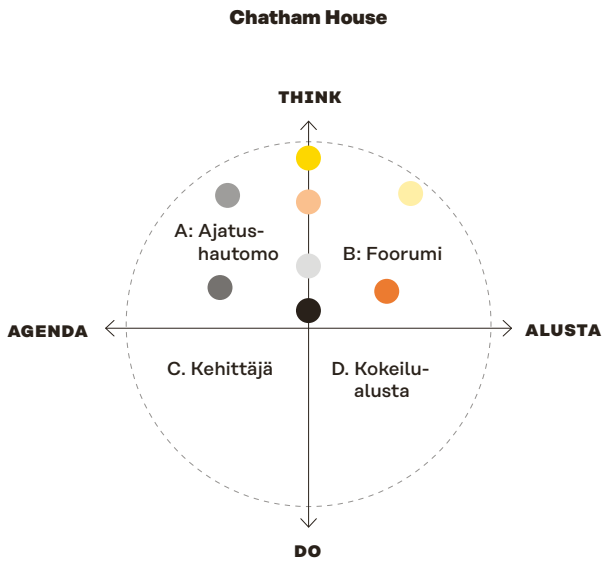 Chatham House
THINK
A: Ajatus-
hautomo
B: Foorumi
AGENDA
ALUSTA
C. Kehittäjä
D. Kokeilu-
alusta
DO